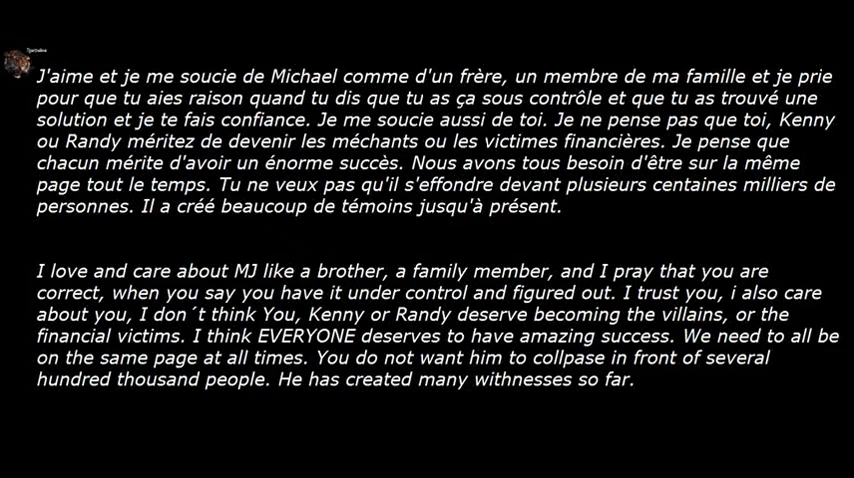 J'aime et je me soucie de Michael comme d'un frère, un membre de ma famille et je prie
pour que tu aies raison quand tu dis que tu as ça sous contrôle et que tu as trouvé une
solution et je te fais confiance. Je me soucie aussi de toi. Je ne pense pas que toi, Kenny
ou Randy méritez de devenir les méchants ou les victimes financières. Je pense que
chacun mérite d'avoir un énorme succès. Nous avons tous besoin d'être sur la même
page tout le temps. Tu ne veux pas qu'il s'effondre devant plusieurs centaines milliers de
personnes. Il a créé beaucoup de témoins jusqu'à présent.
I love and care about MJ like a brother, a family member, and I pray that you are
correct, when you say you have it under control and figured out. I trust you, i also care
about you, I don´t think You, Kenny or Randy deserve becoming the villains, or the
financial victims. I think EVERYONE deserves to have amazing success. We need to all be
on the same page at all times. You do not want him to collpase in front of several
hundred thousand people. He has created many withnesses so far.